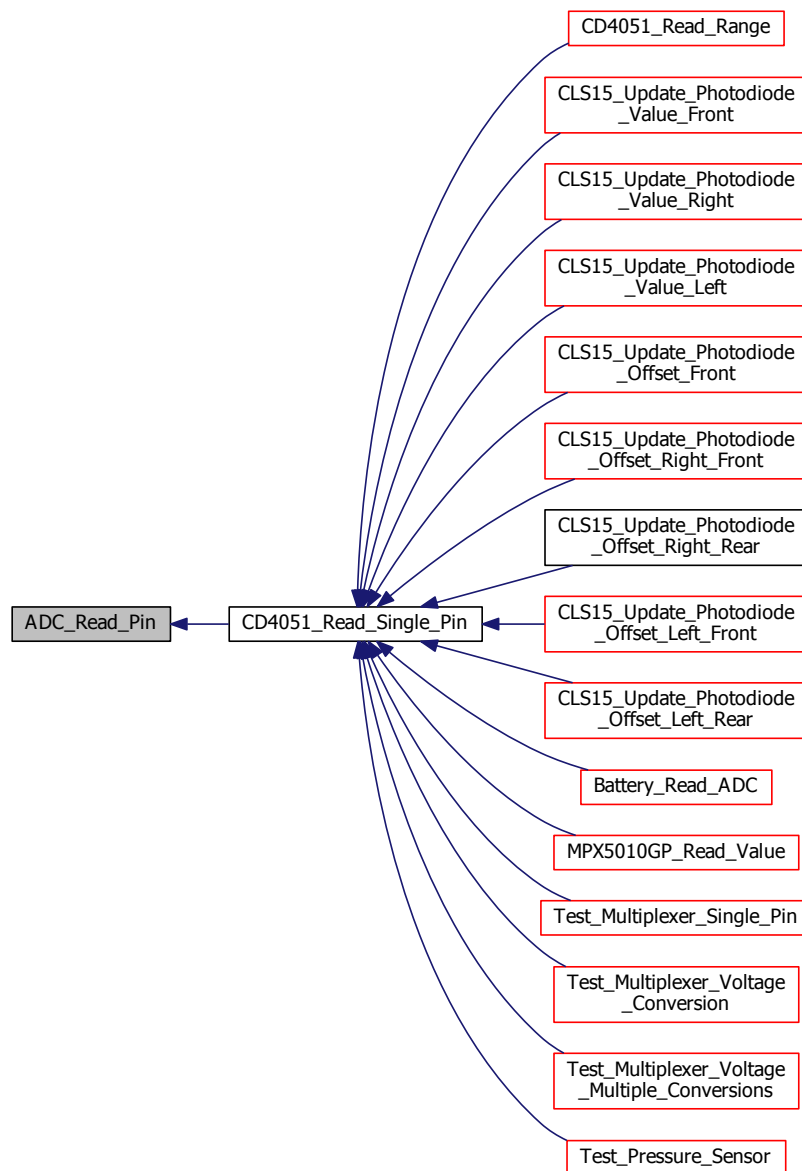 CD4051_Read_Range
CLS15_Update_Photodiode
_Value_Front
CLS15_Update_Photodiode
_Value_Right
CLS15_Update_Photodiode
_Value_Left
CLS15_Update_Photodiode
_Offset_Front
CLS15_Update_Photodiode
_Offset_Right_Front
CLS15_Update_Photodiode
_Offset_Right_Rear
ADC_Read_Pin
CD4051_Read_Single_Pin
CLS15_Update_Photodiode
_Offset_Left_Front
CLS15_Update_Photodiode
_Offset_Left_Rear
Battery_Read_ADC
MPX5010GP_Read_Value
Test_Multiplexer_Single_Pin
Test_Multiplexer_Voltage
_Conversion
Test_Multiplexer_Voltage
_Multiple_Conversions
Test_Pressure_Sensor